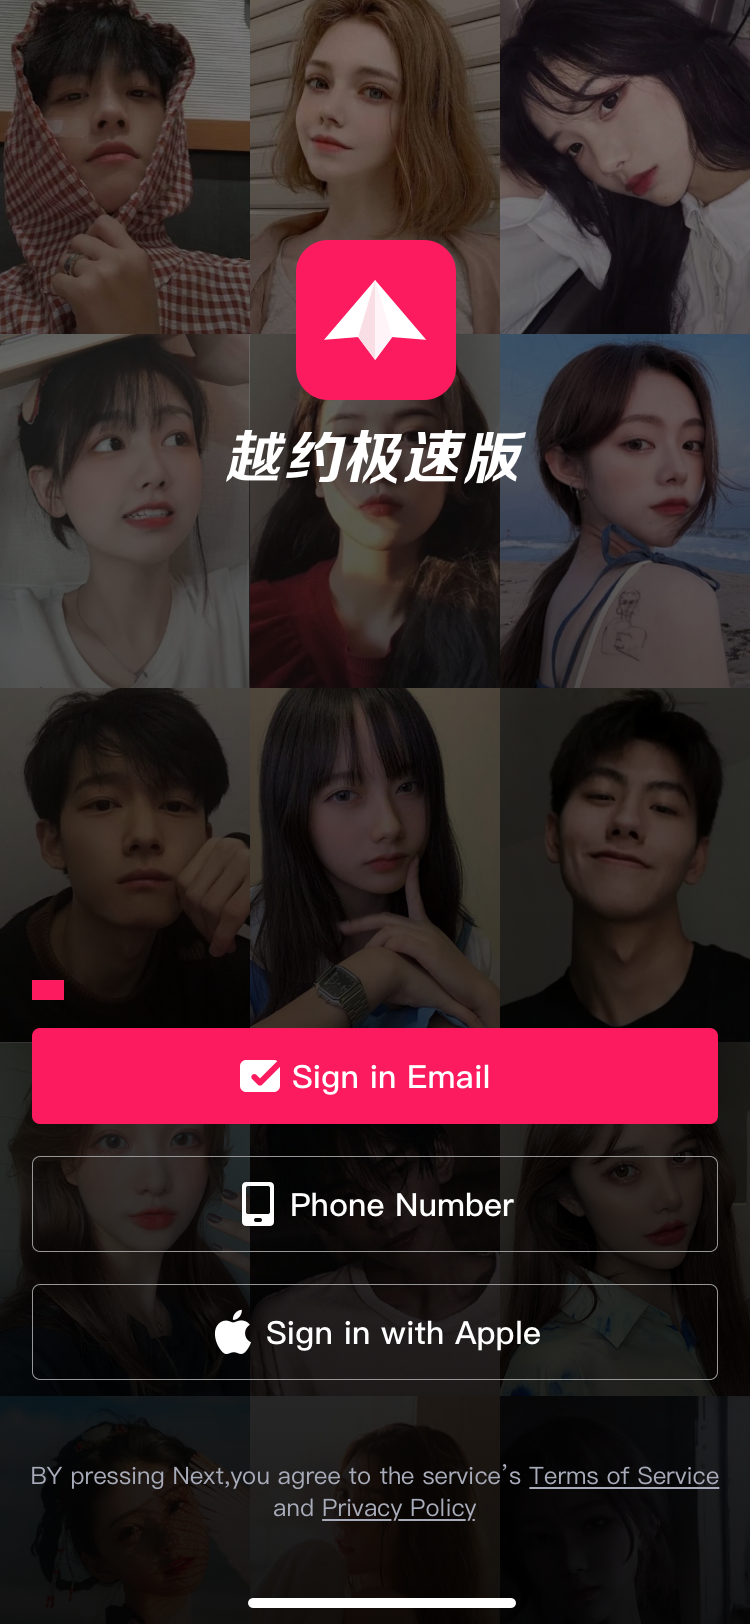 越约极速版
Sign in Email
Phone Number
Sign in with Apple
BY pressing Next,you agree to the service's Terms of Service
and Privacy Policy